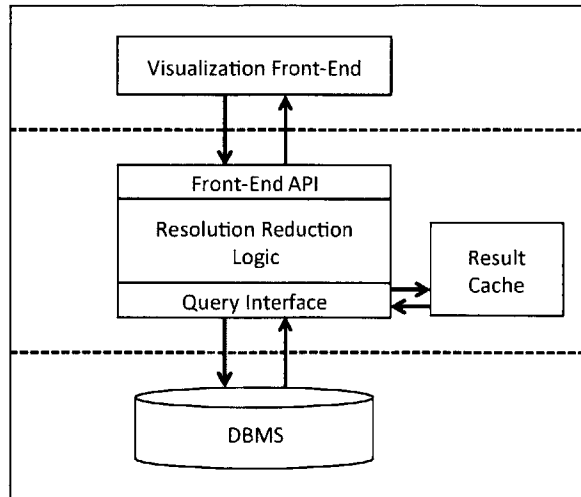 Visualization Front-End
Front-End API
Resolution Reduction
Logic
Query Interface
Result
Cache
DBMS